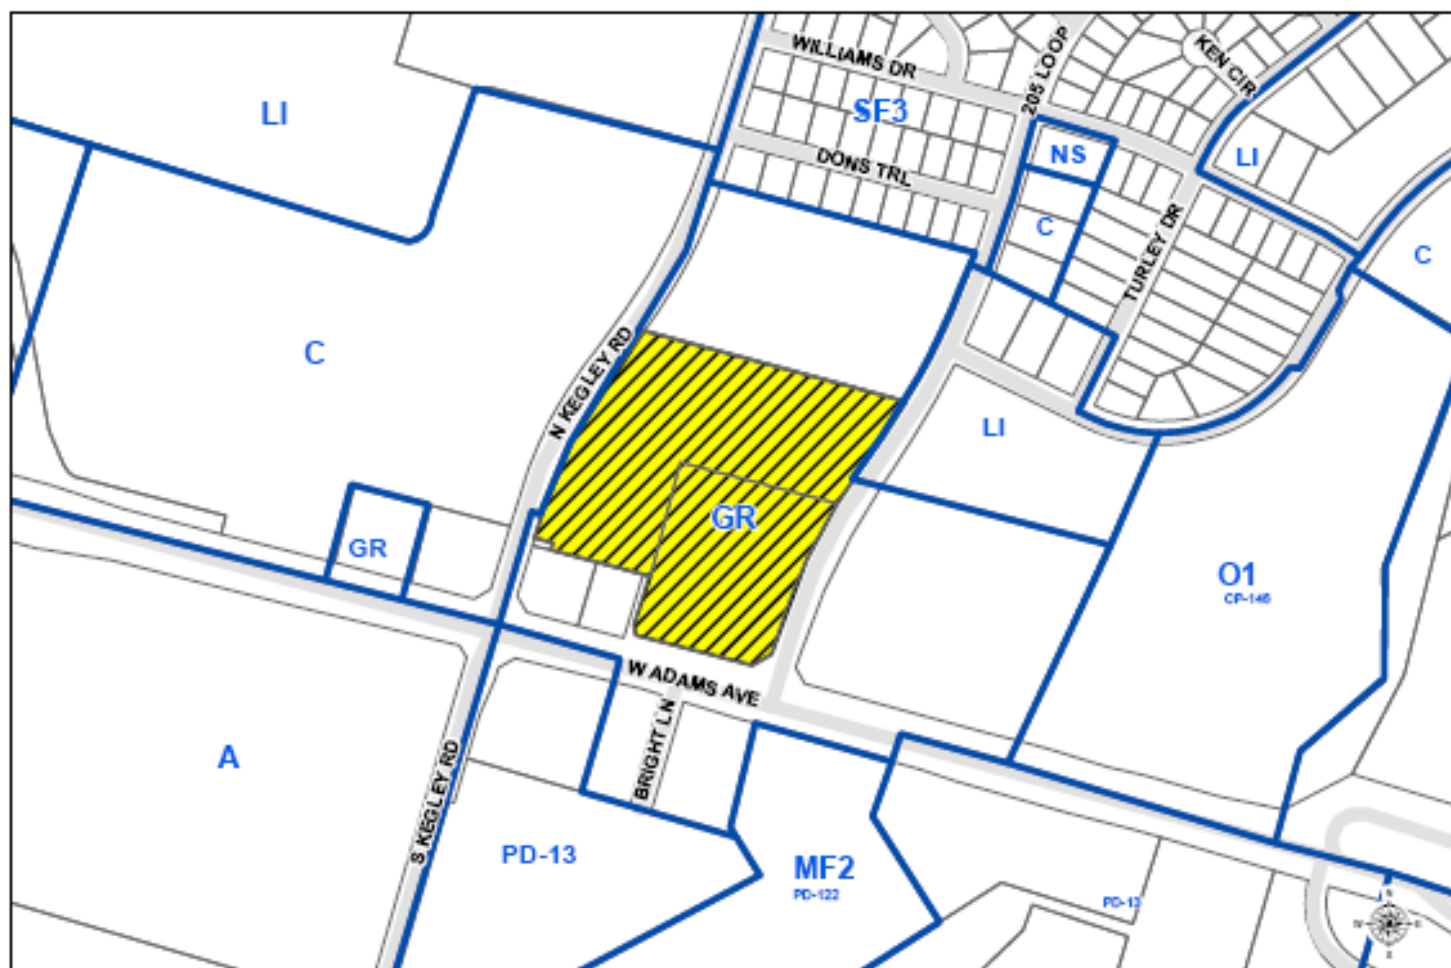 WILLIAMS DR
205 LOOP
KEN CIR
LI
SF3
NS
LI
DONS TRL
C
TURLEY DR
C
C
N KEGLEY RD
LI
GR
GR
O1
CP-146
W ADAMS AVE
BRIGHT LN
A
S KEGLEY RD
PD-13
MF2
PD-122
PD-13
N
W
E
S